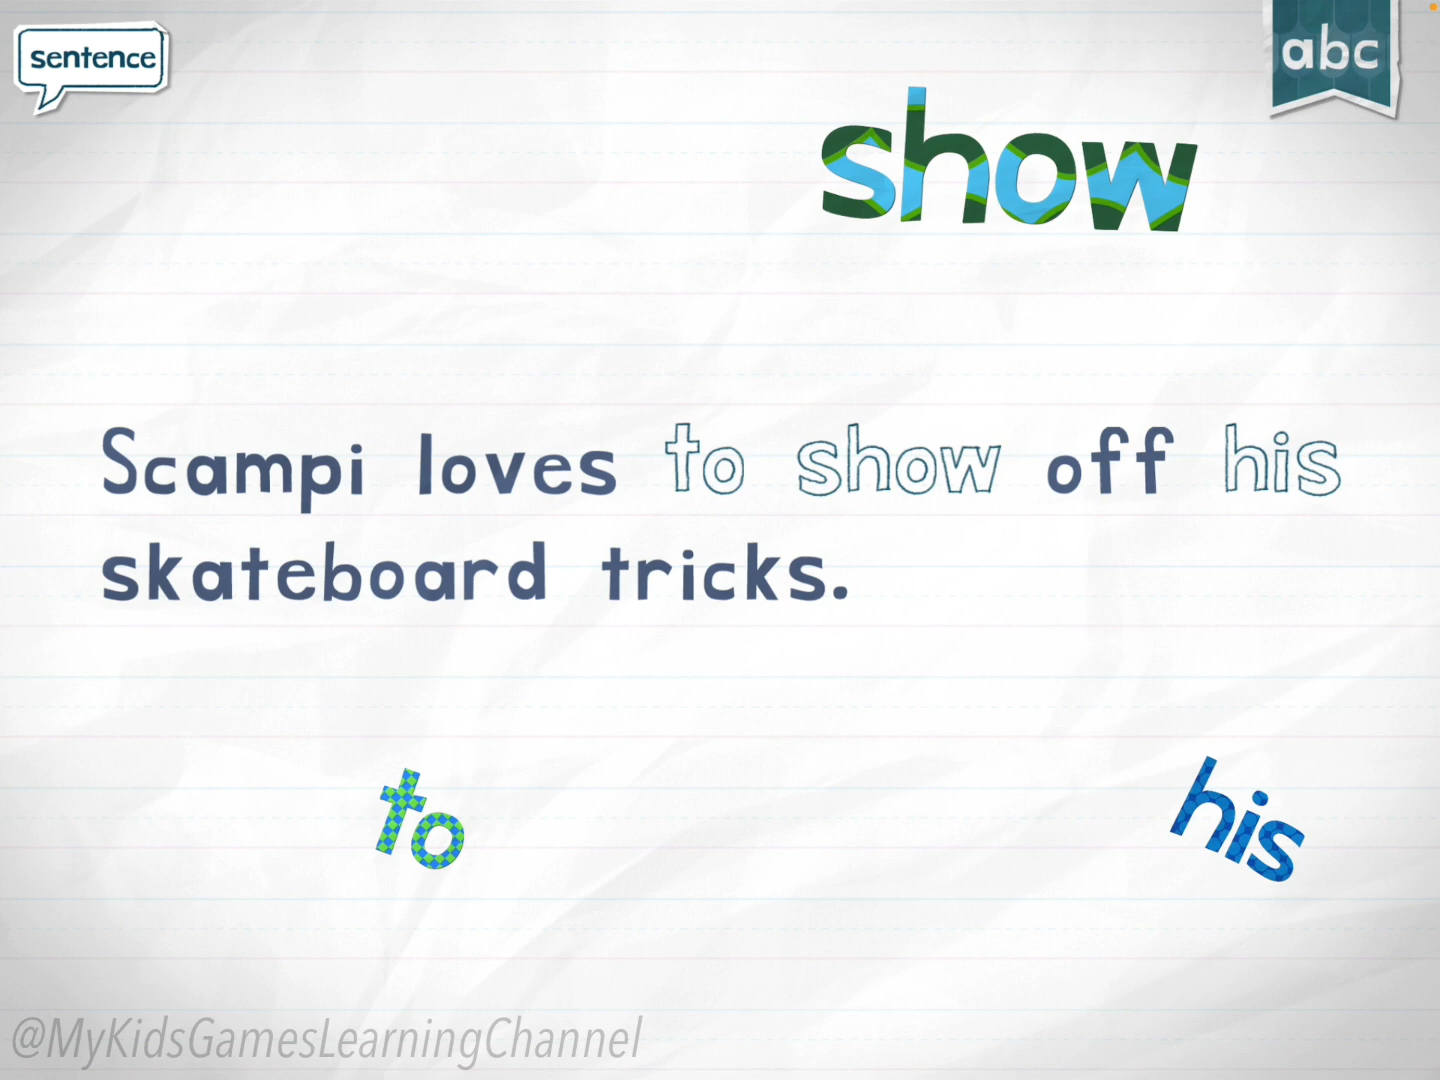 sentence
abc
show
Scampi loves to show off his
skateboard tricks.
to
his
@MyKidsGamesLearningChannel